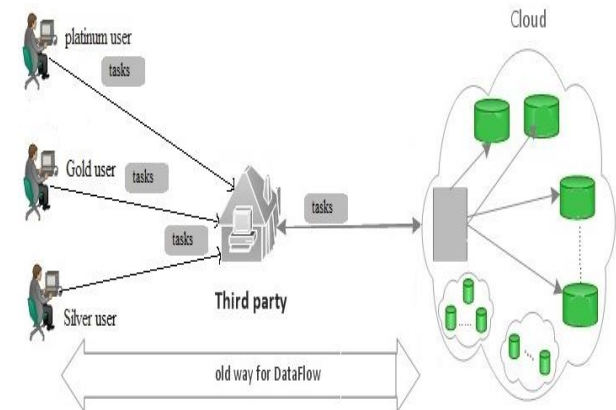 Cloud
platinum user
tasks
Gold user
tasks
tasks
tasks
Third party
Silver user
old way for DataFlow